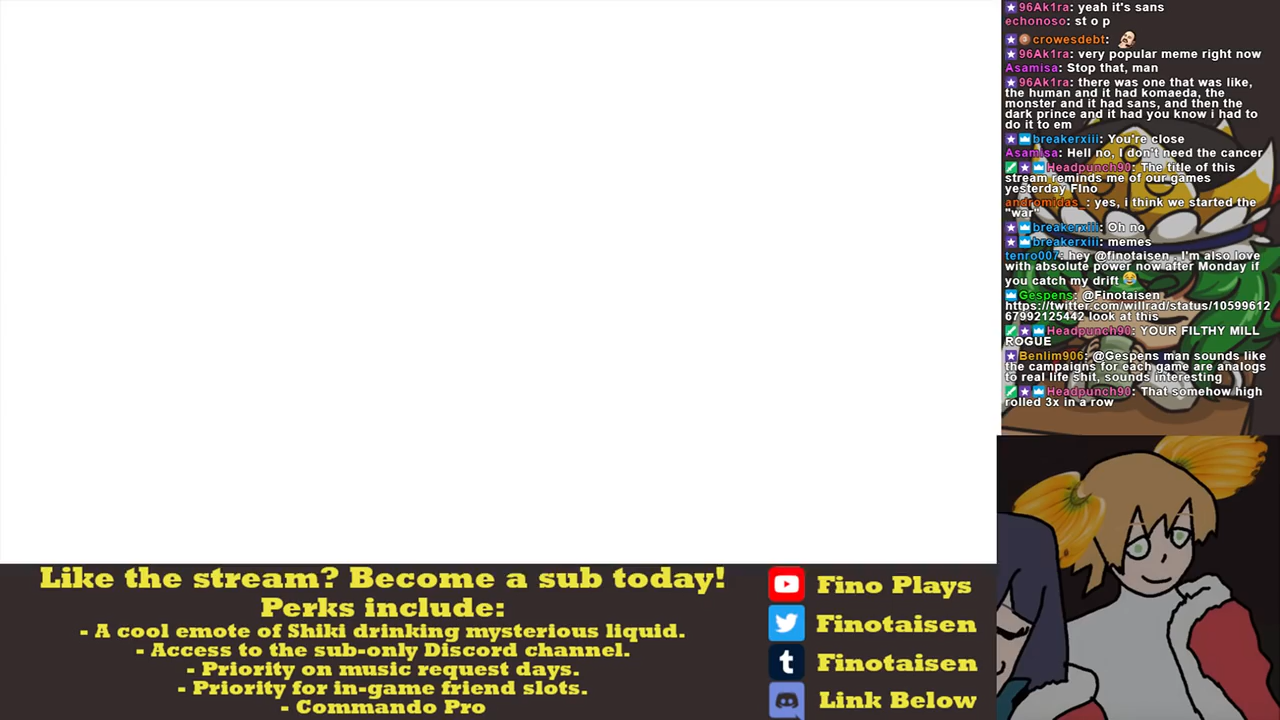 96Ak1ra: yeah it's sans
echonoso: st o p
crowesdebt:
96Ak1ra: very popular meme right now
Asamisa: Stop that, man
96Ak1ra: there was one that was like,
the human and it had komaeda, the
monster and it had sans, and then the
dark prince and it had you know i had to
do it to em
breakerxiii: You're close
Asamisa: Hell no, I don't need the cancer
Headpunch90: The title of this
stream reminds me of our games
yesterday FIno
andromidas_: yes, i think we started the
"war"
breakerxiii: Oh no
breakerxiii: memes
tenro007: hey @finotaisen , I'm also love
with absolute power now after Monday if
you catch my drift
Gespens: @Finotaisen
https://twitter.com/willrad/status/10599612
67992125442 look at this
Headpunch90: YOUR FILTHY MILL
ROGUE
Benlim906: @Gespens man sounds like
the campaigns for each game are analogs
to real life shit, sounds interesting
Headpunch90: That somehow high
rolled 3x in a row
Like the stream? Become a sub today!
Perks include:
- A cool emote of Shiki drinking mysterious liquid.
- Access to the sub-only Discord channel.
- Priority on music request days.
- Priority for in-game friend slots.
- Commando Pro
Fino Plays
Finotaisen
Finotaisen
Link Below